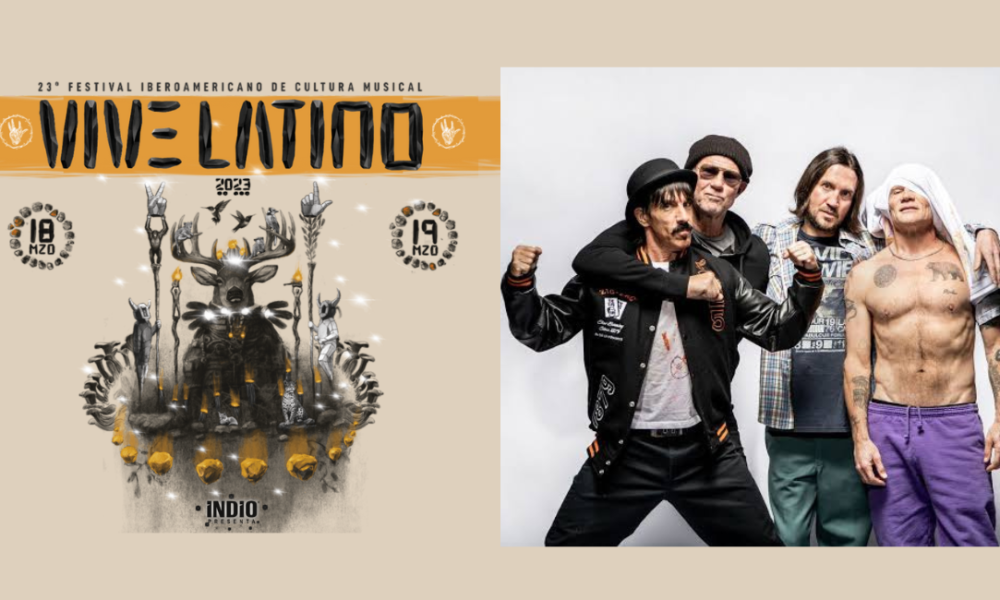 23° FESTIVAL IBEROAMERICANO DE CULTURA MUSICAL
VIVE LATINO
2023
18
MZO
19
MZO
INDIO
PRESENTA